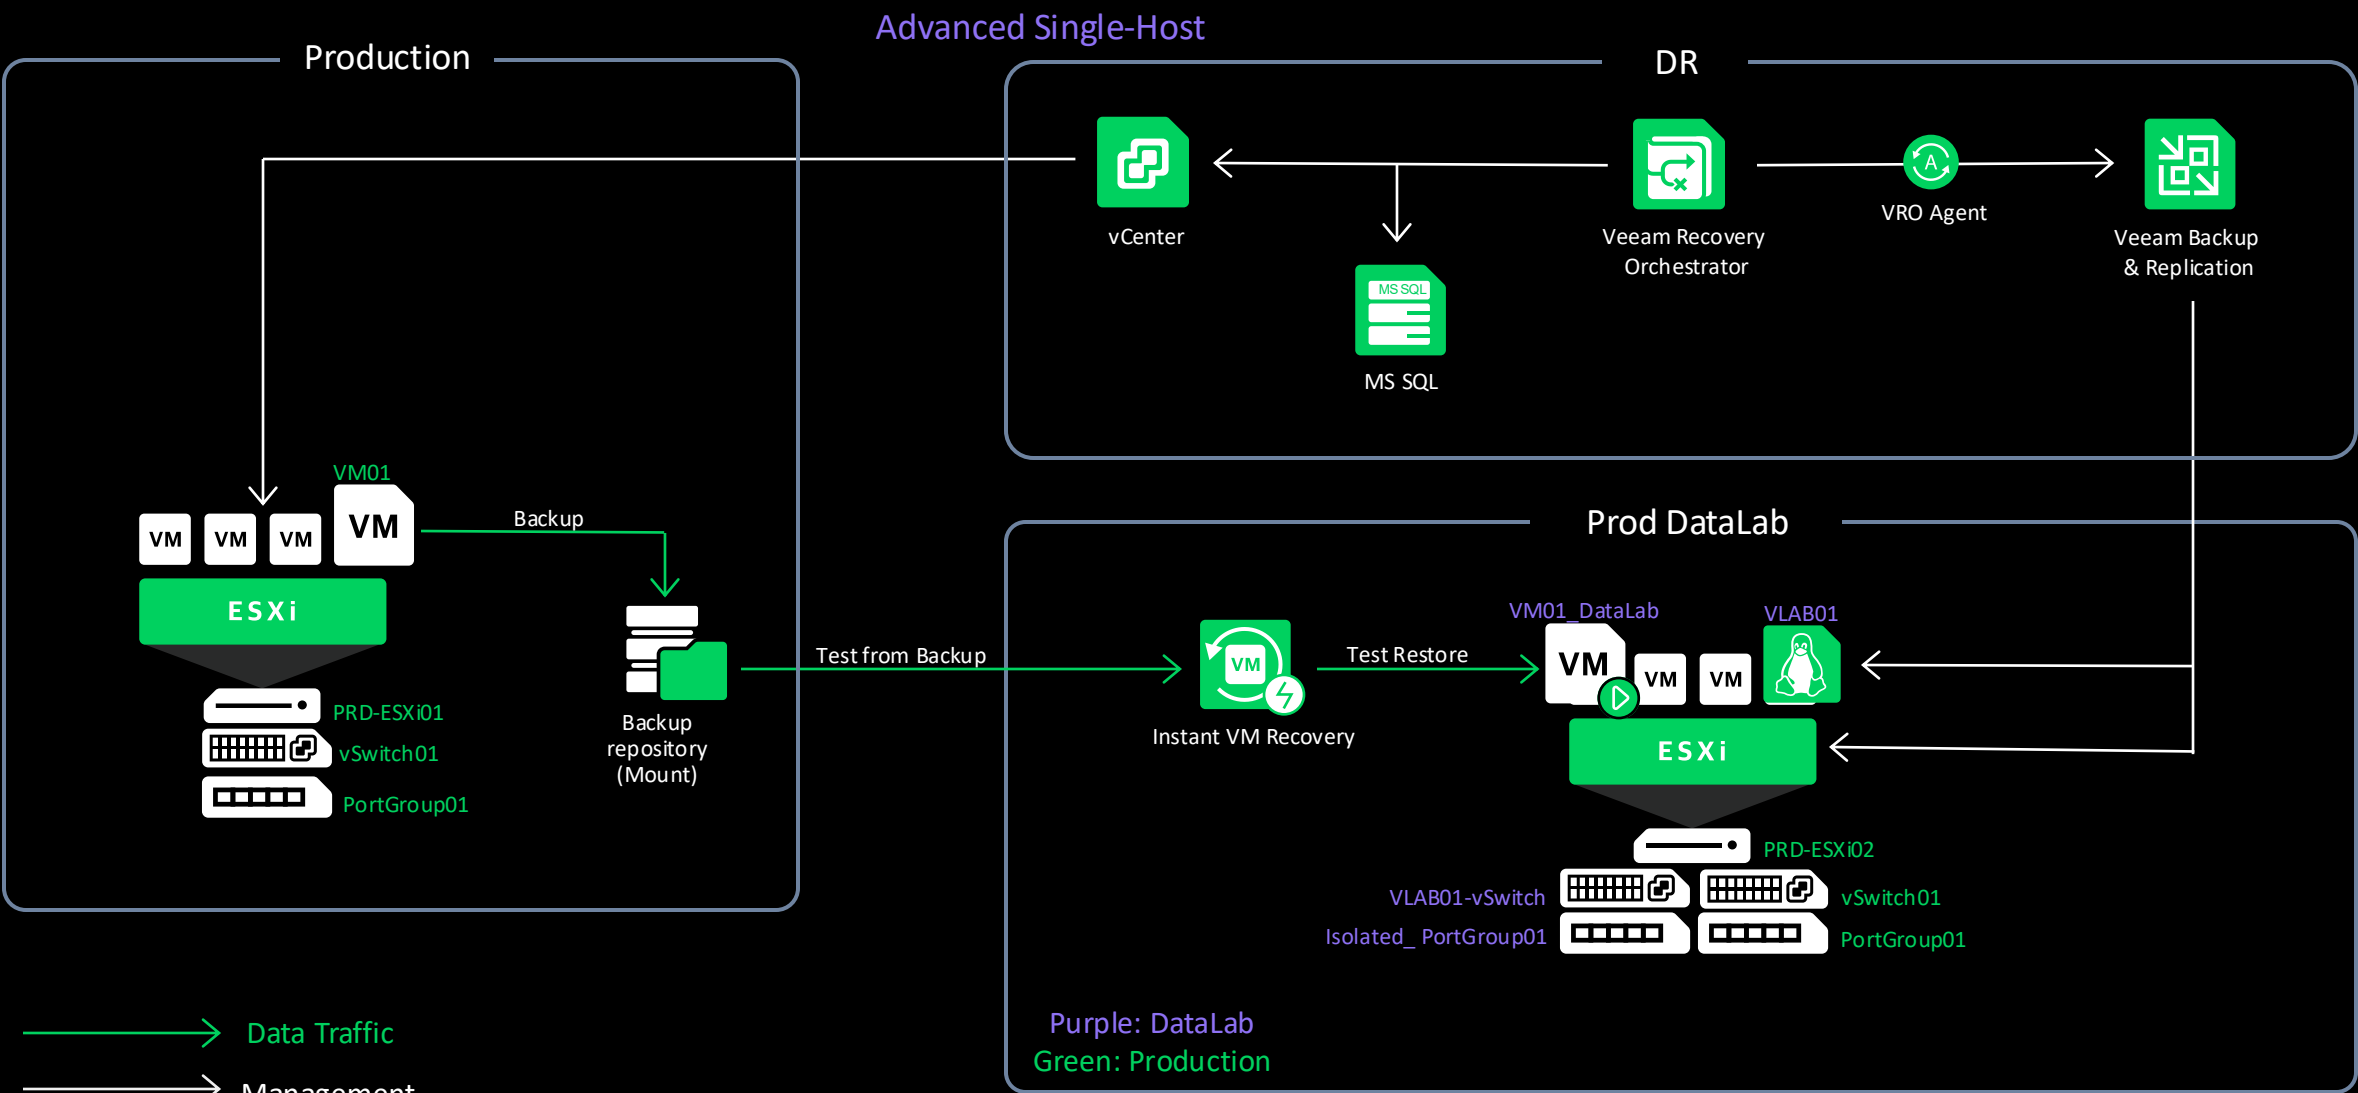 Advanced Single-Host
Production
DR
vCenter
MS SQL
MS SQL
Veeam Recovery
Orchestrator
A
VRO Agent
Veeam Backup
& Replication
VM01
VM
VM
VM
VM
Backup
ESXi
PRD-ESXi01
vSwitch01
PortGroup01
Backup
repository
(Mount)
Test from Backup
Prod DataLab
VM
Instant VM Recovery
Test Restore
VM01_DataLab
VLAB01
VM
VM
VM
ESXi
PRD-ESXi02
VLAB01-vSwitch
vSwitch01
Isolated_ PortGroup01
PortGroup01
Purple: DataLab
Green: Production
Data Traffic
Management